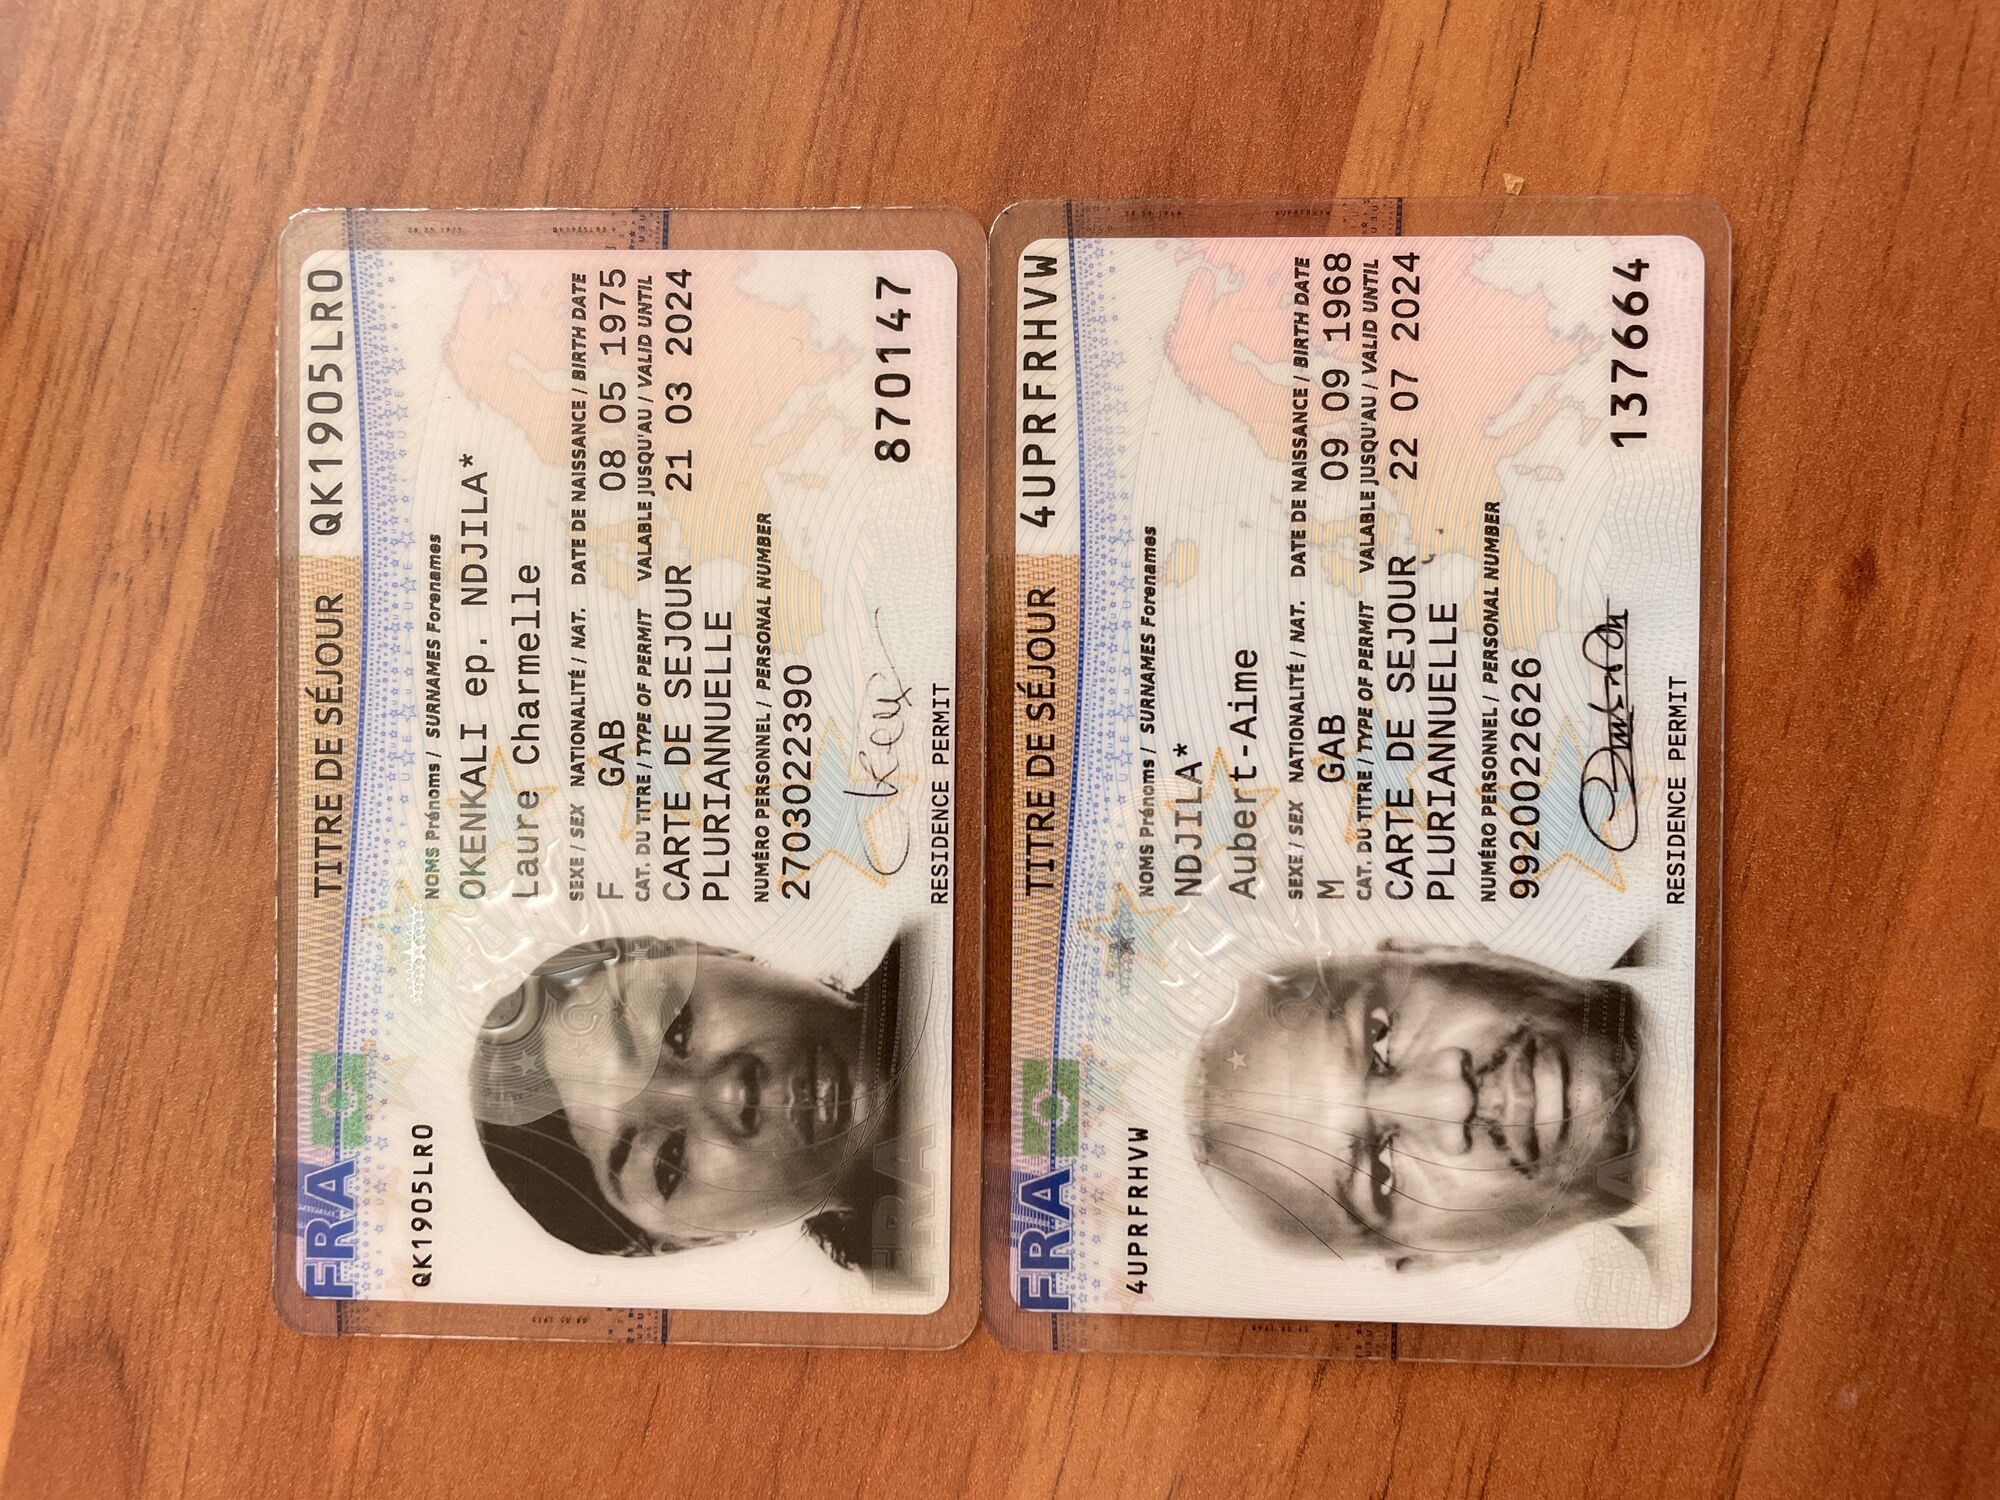 FRA TITRE DE SÉJOUR QK1905LR0
QK1905LR0
NOMS Prénoms / SURNAMES Forenames
OKENKALI ep. NDJILA*
Laure Charmelle
SEXE / SEX NATIONALITÉ / NAT. DATE DE NAISSANCE / BIRTH DATE
F GAB 08 05 1975
CAT. DU TITRE / TYPE OF PERMIT VALABLE JUSQU'AU / VALID UNTIL
CARTE DE SEJOUR 21 03 2024
PLURIANNUELLE
NUMÉRO PERSONNEL / PERSONAL NUMBER
2703022390
870147
RESIDENCE PERMIT
FRA TITRE DE SÉJOUR 4UPRFRHVW
4UPRFRHVW
NOMS Prénoms / SURNAMES Forenames
NDJILA*
Aubert-Aime
SEXE / SEX NATIONALITÉ / NAT. DATE DE NAISSANCE / BIRTH DATE
M GAB 09 09 1968
CAT. DU TITRE / TYPE OF PERMIT VALABLE JUSQU'AU / VALID UNTIL
CARTE DE SEJOUR 22 07 2024
PLURIANNUELLE
NUMÉRO PERSONNEL / PERSONAL NUMBER
9920022626
137664
RESIDENCE PERMIT